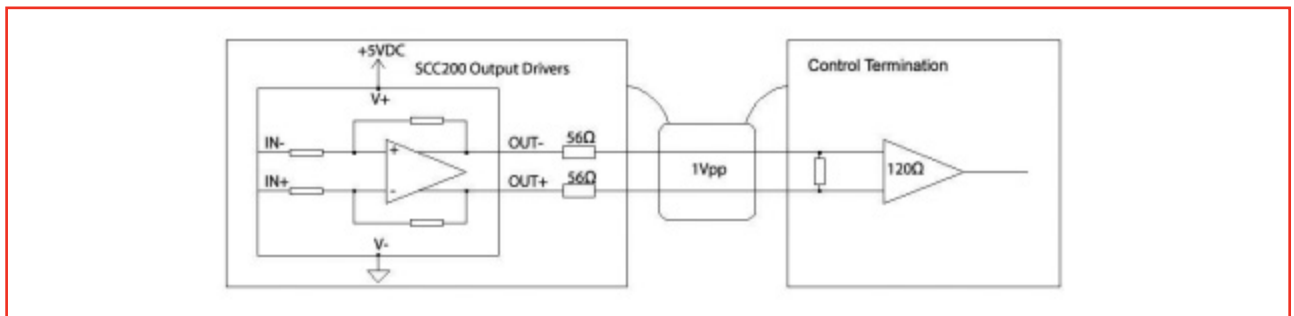 +5VDC
SCC200 Output Drivers
Control Termination
V+
IN-
+
OUT-
56Ω
1Vpp
120Ω
IN+
-
OUT+
56Ω
V-